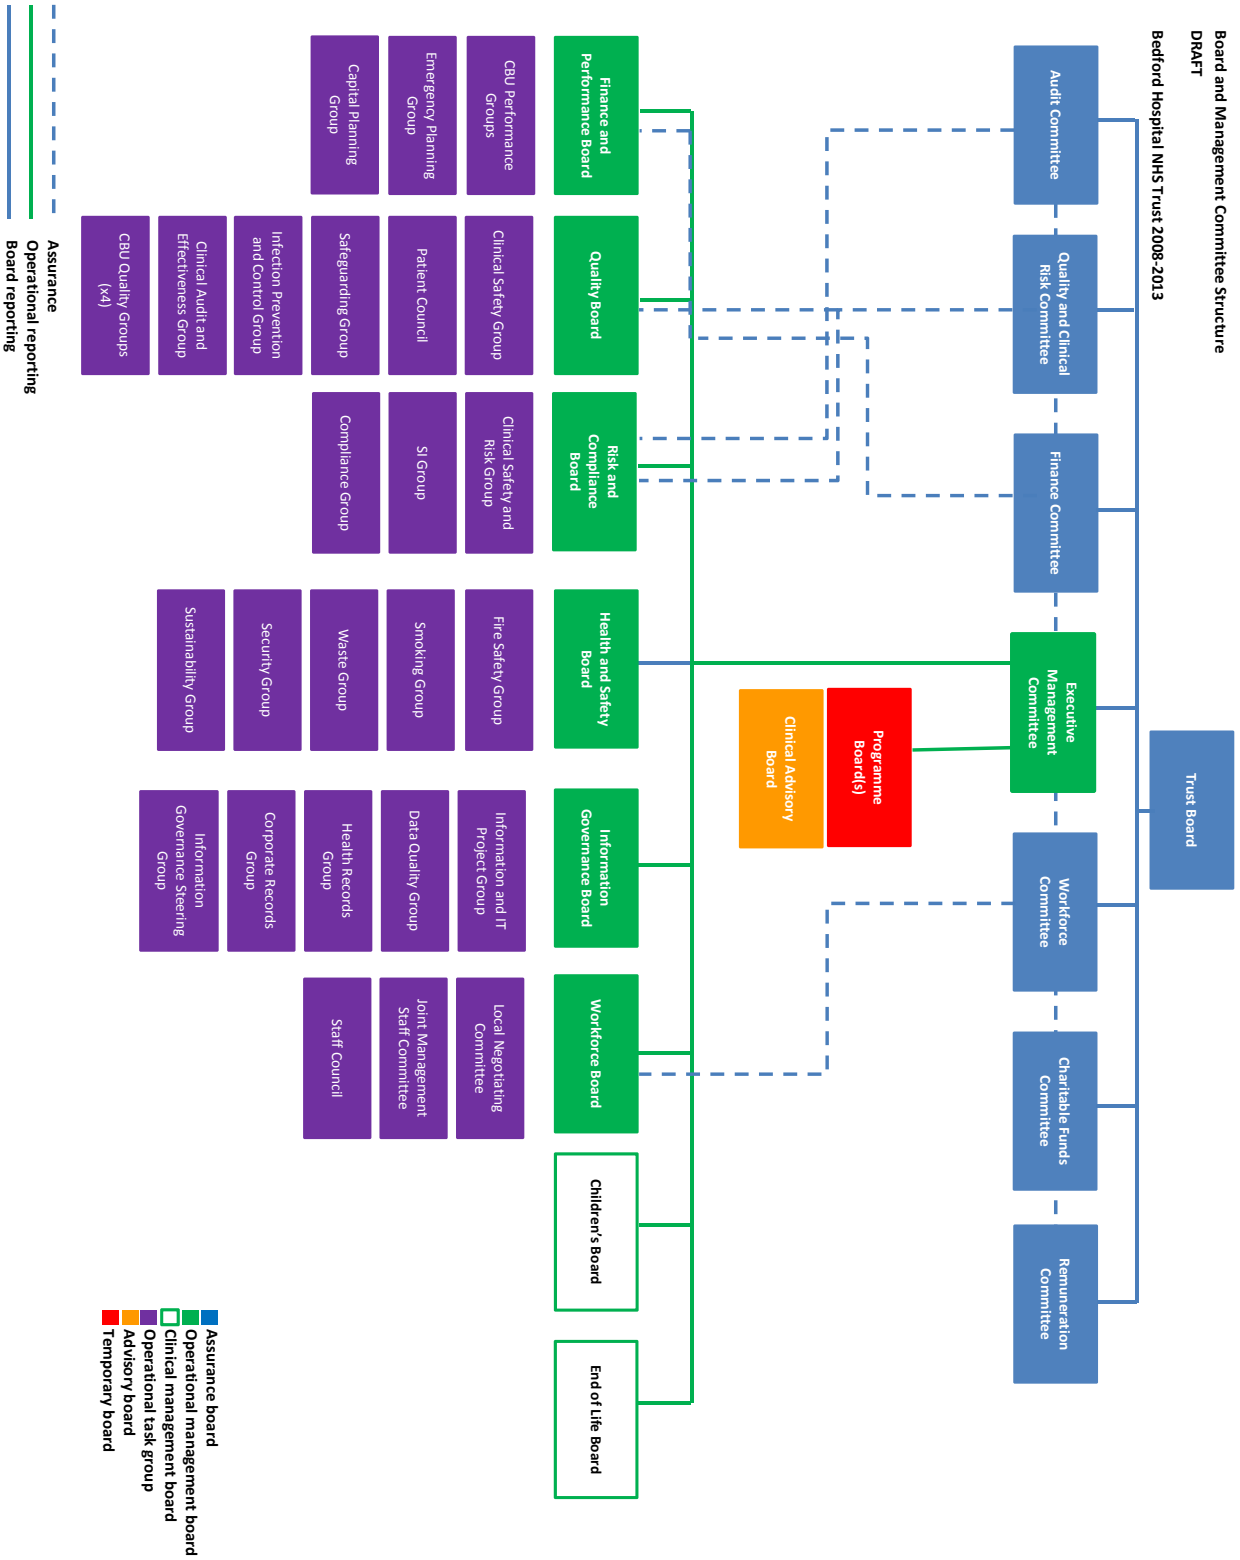 Board and Management Committee Structure
DRAFT
Bedford Hospital NHS Trust 2008-2013
Trust Board
Audit Committee
Quality and Clinical
Risk Committee
Finance Committee
Executive
Management
Committee
Workforce
Committee
Charitable Funds
Committee
Remuneration
Committee
Programme
Board(s)
Clinical Advisory
Board
Finance and
Performance Board
Quality Board
Risk and
Compliance
Board
Health and Safety
Board
Information
Governance Board
Workforce Board
Children's Board
End of Life Board
CBU Performance
Groups
Emergency Planning
Group
Capital Planning
Group
Clinical Safety Group
Patient Council
Safeguarding Group
Infection Prevention
and Control Group
Clinical Audit and
Effectiveness Group
CBU Quality Groups
(x4)
Clinical Safety and
Risk Group
SI Group
Compliance Group
Fire Safety Group
Smoking Group
Waste Group
Security Group
Sustainability Group
Information and IT
Project Group
Data Quality Group
Health Records
Group
Corporate Records
Group
Information
Governance Steering
Group
Local Negotiating
Committee
Joint Management
Staff Committee
Staff Council
Assurance
Operational reporting
Board reporting
Assurance board
Operational management board
Clinical management board
Operational task group
Advisory board
Temporary board